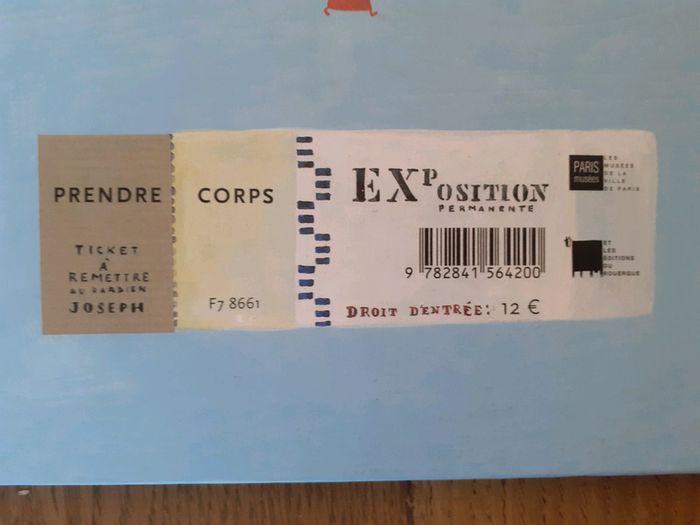 PRENDRE CORPS
TICKET
À
REMETTRE
AU GARDIEN
JOSEPH
F7 8661
EXPOSITION
PERMANENTE
9 782841 564200
DROIT D'ENTRÉE: 12 €
PARIS
musées
LES
MUSÉES
DE LA
VILLE
DE PARIS
ET
LES
ÉDITIONS
DU
ROUERGUE